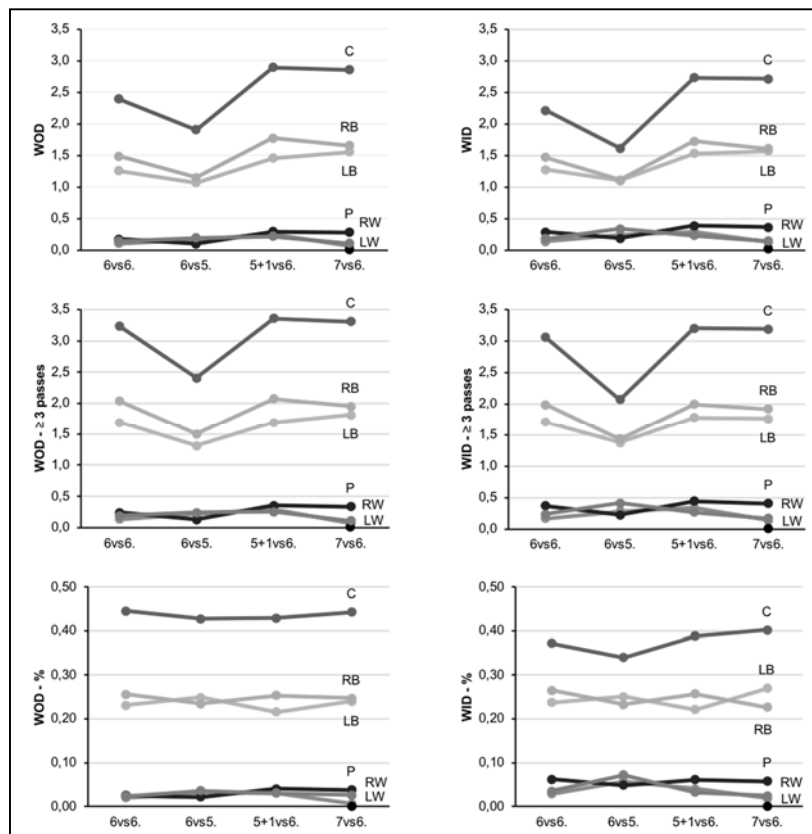 3,5
3,0
2,5
2,0
1,5
1,0
0,5
0,0
WOD
C
RB
LB
P
RW
LW
6vs6. 6vs5. 5+1vs6. 7vs6.
3,5
3,0
2,5
2,0
1,5
1,0
0,5
0,0
WID
C
RB
LB
P
RW
LW
6vs6. 6vs5. 5+1vs6. 7vs6.
3,5
3,0
2,5
2,0
1,5
1,0
0,5
0,0
WOD - ≥ 3 passes
C
RB
LB
P
RW
LW
6vs6. 6vs5. 5+1vs6. 7vs6.
3,5
3,0
2,5
2,0
1,5
1,0
0,5
0,0
WID - ≥ 3 passes
C
RB
LB
P
RW
LW
6vs6. 6vs5. 5+1vs6. 7vs6.
0,50
0,40
0,30
0,20
0,10
0,00
WOD - %
C
RB
LB
P
RW
LW
6vs6. 6vs5. 5+1vs6. 7vs6.
0,50
0,40
0,30
0,20
0,10
0,00
WID - %
C
LB
RB
P
RW
LW
6vs6. 6vs5. 5+1vs6. 7vs6.